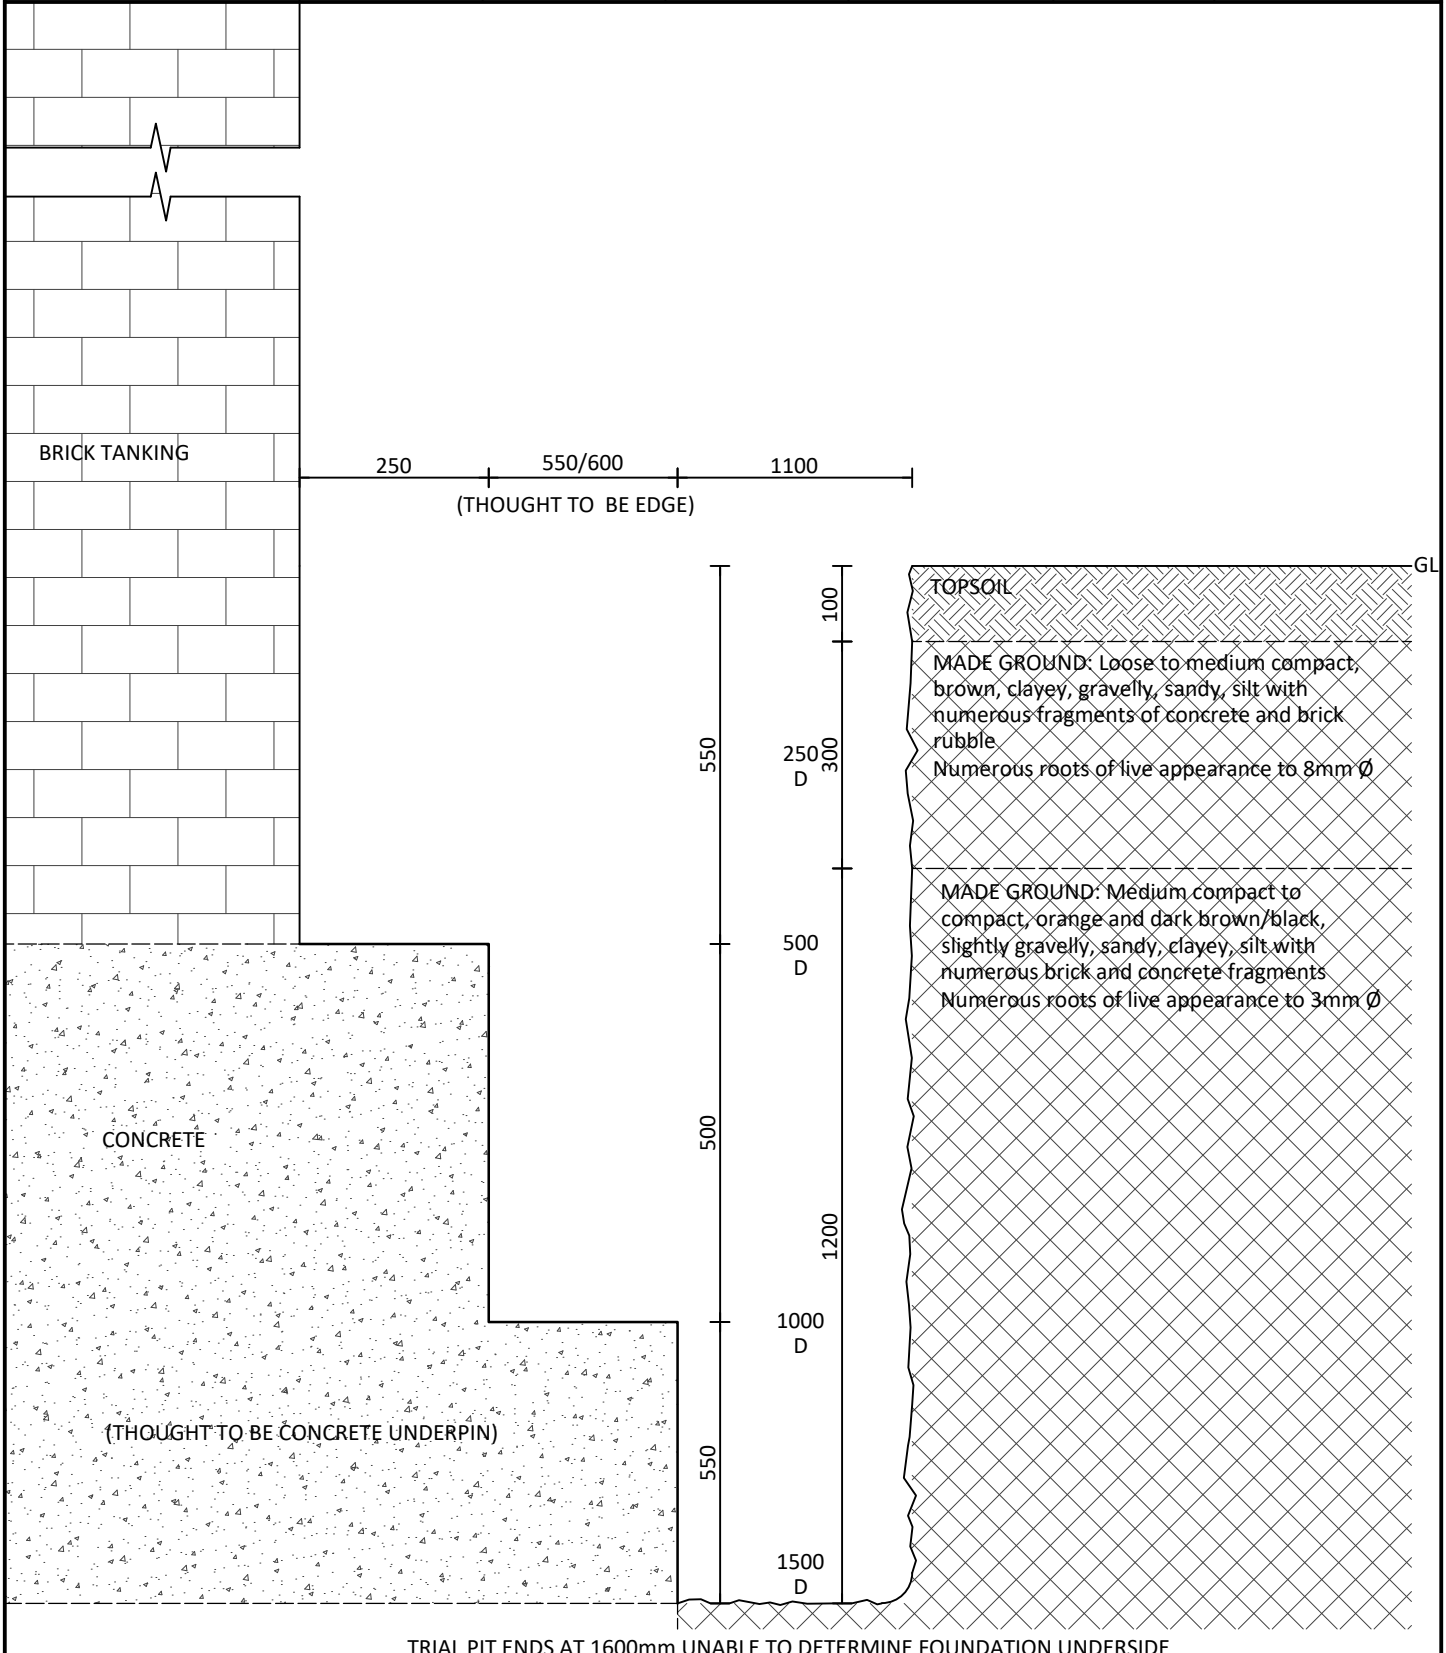 BRICK TANKING
250
550/600
1100
(THOUGHT TO BE EDGE)
GL
TOPSOIL
100
MADE GROUND: Loose to medium compact,
brown, clayey, gravelly, sandy, silt with
numerous fragments of concrete and brick
rubble
Numerous roots of live appearance to 8mm Ø
550
250
D
300
MADE GROUND: Medium compact to
compact, orange and dark brown/black,
slightly gravelly, sandy, clayey, silt with
numerous brick and concrete fragments
Numerous roots of live appearance to 3mm Ø
500
D
CONCRETE
500
1200
1000
D
(THOUGHT TO BE CONCRETE UNDERPIN)
550
1500
D
TRIAL PIT ENDS AT 1600mm UNABLE TO DETERMINE FOUNDATION UNDERSIDE